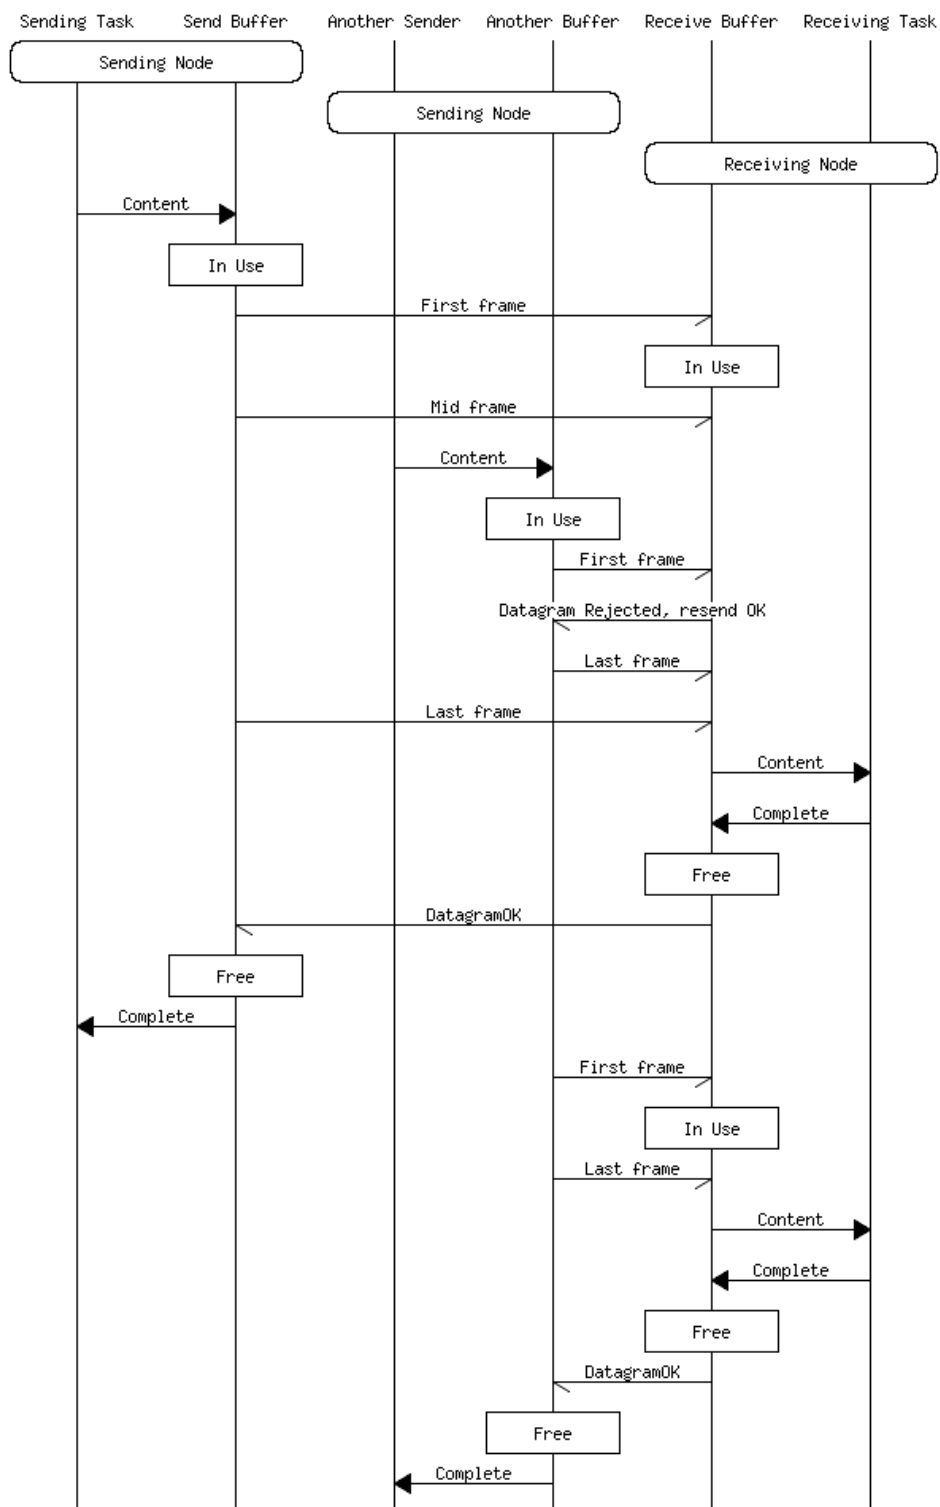 Sending Task Send Buffer Another Sender Another Buffer Receive Buffer Receiving Task
Sending Node
Sending Node
Receiving Node
Content
In Use
First frame
In Use
Mid frame
Content
In Use
First frame
Datagram Rejected, resend OK
Last frame
Last frame
Content
Complete
Free
DatagramOK
Free
Complete
First frame
In Use
Last frame
Content
Complete
Free
DatagramOK
Free
Complete